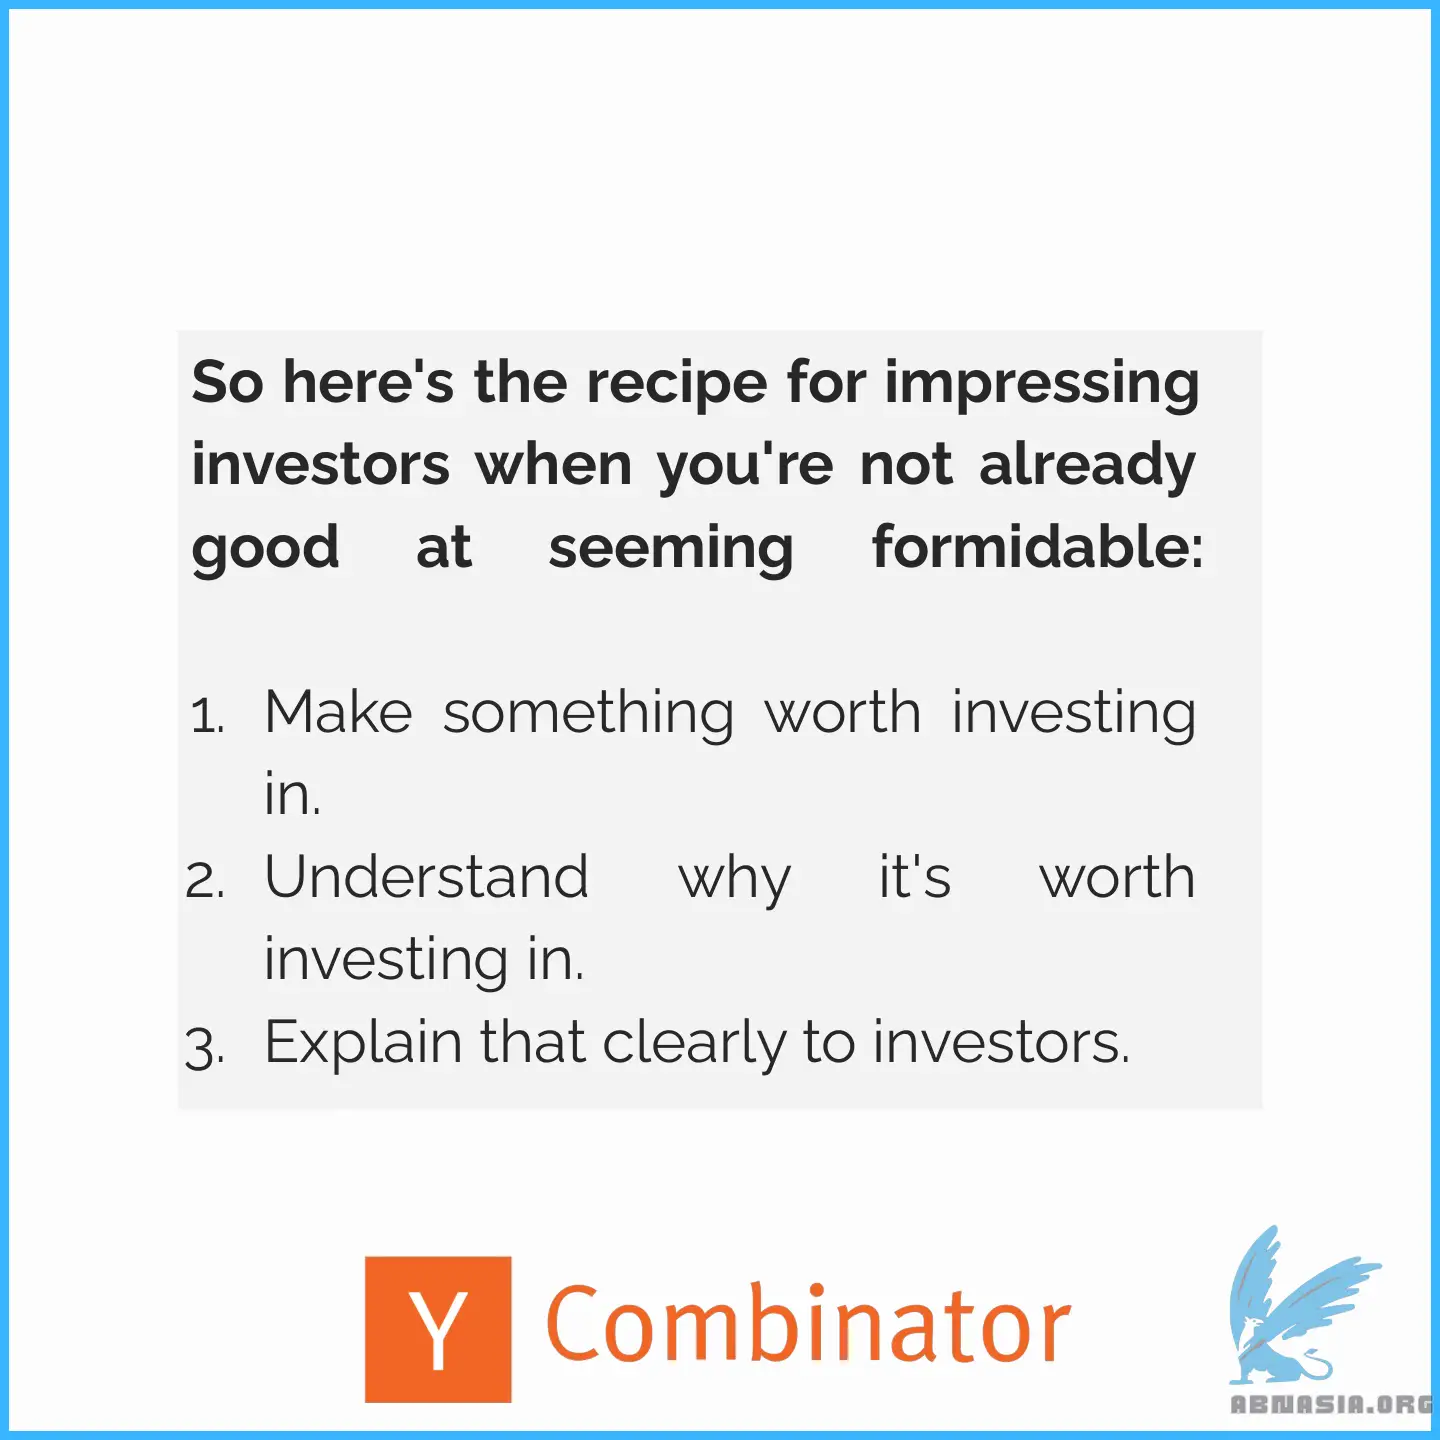 So here's the recipe for impressing
investors when you're not already
good at seeming formidable:
1. Make something worth investing
in.
2. Understand why it's worth
investing in.
3. Explain that clearly to investors.
Y Combinator
ABNASIA.ORG